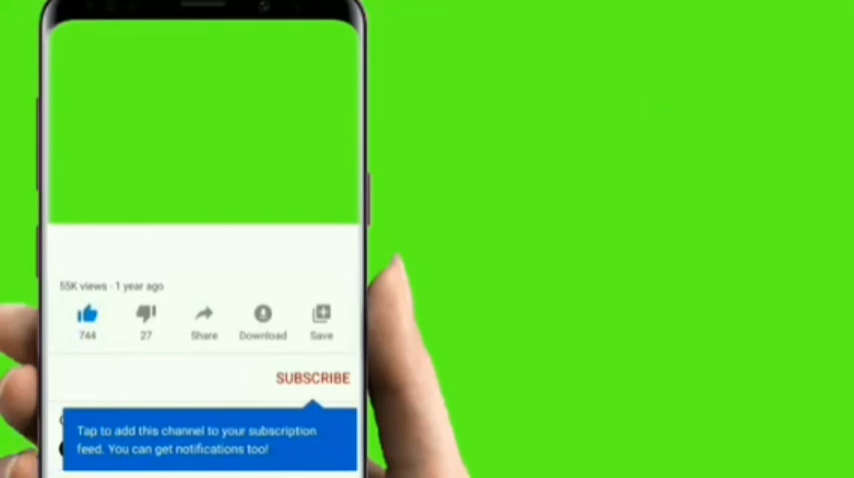 55K views · 1 year ago
744
27
Share
Download
Save
SUBSCRIBE
Tap to add this channel to your subscription
feed. You can get notifications too!